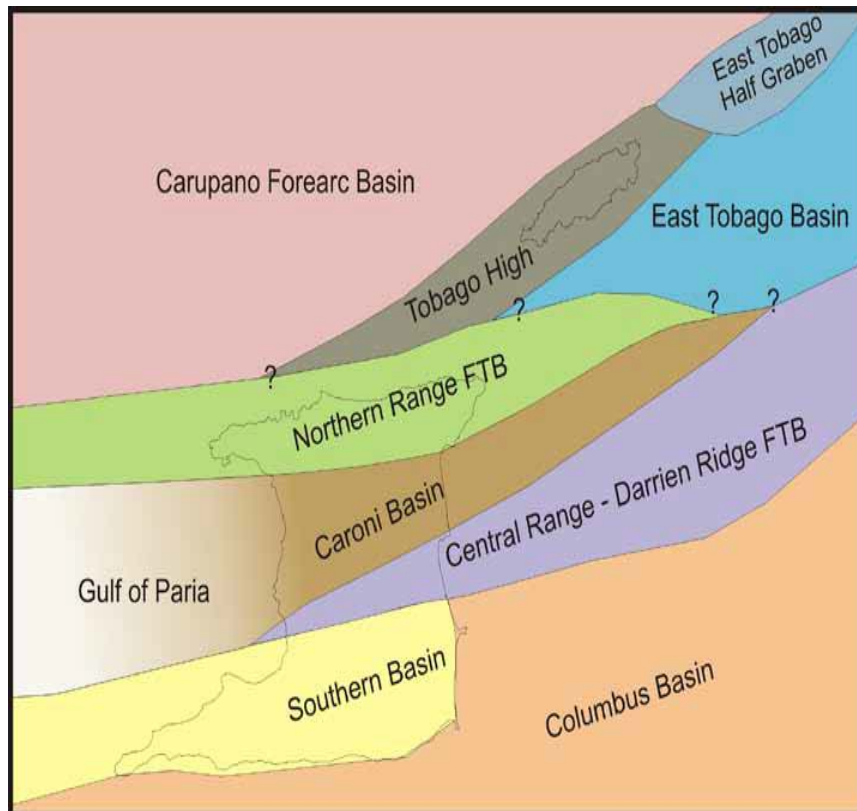 East Tobago
Half Graben
Carupano Forearc Basin
East Tobago Basin
Tobago High
?
?
?
?
Northern Range FTB
Caroni Basin
Central Range - Darrien Ridge FTB
Gulf of Paria
Southern Basin
Columbus Basin